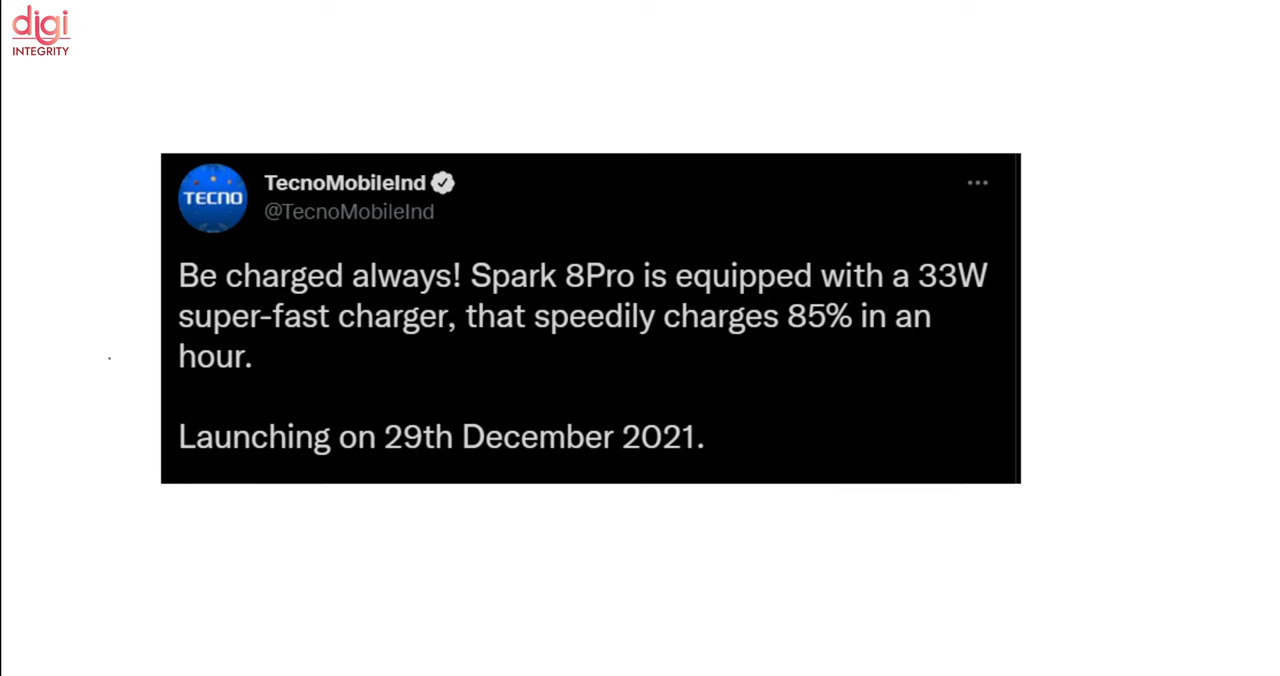 digi
INTEGRITY
TECNO
TecnoMobileInd
@TecnoMobileInd
Be charged always! Spark 8Pro is equipped with a 33W
super-fast charger, that speedily charges 85% in an
hour.
Launching on 29th December 2021.